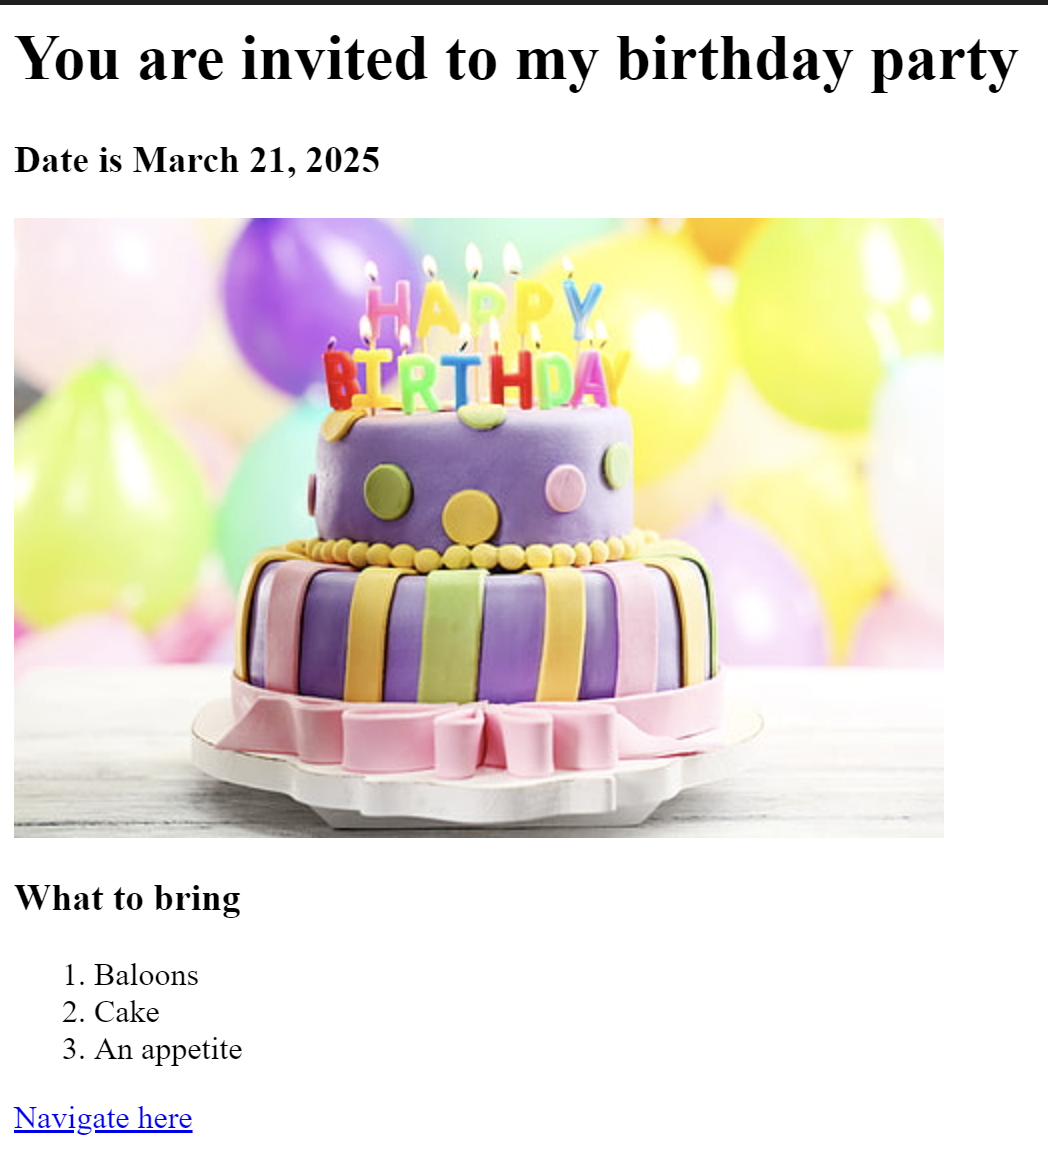 You are invited to my birthday party
Date is March 21, 2025
HAPPY
BIRTHDAY
What to bring
1. Baloons
2. Cake
3. An appetite
Navigate here